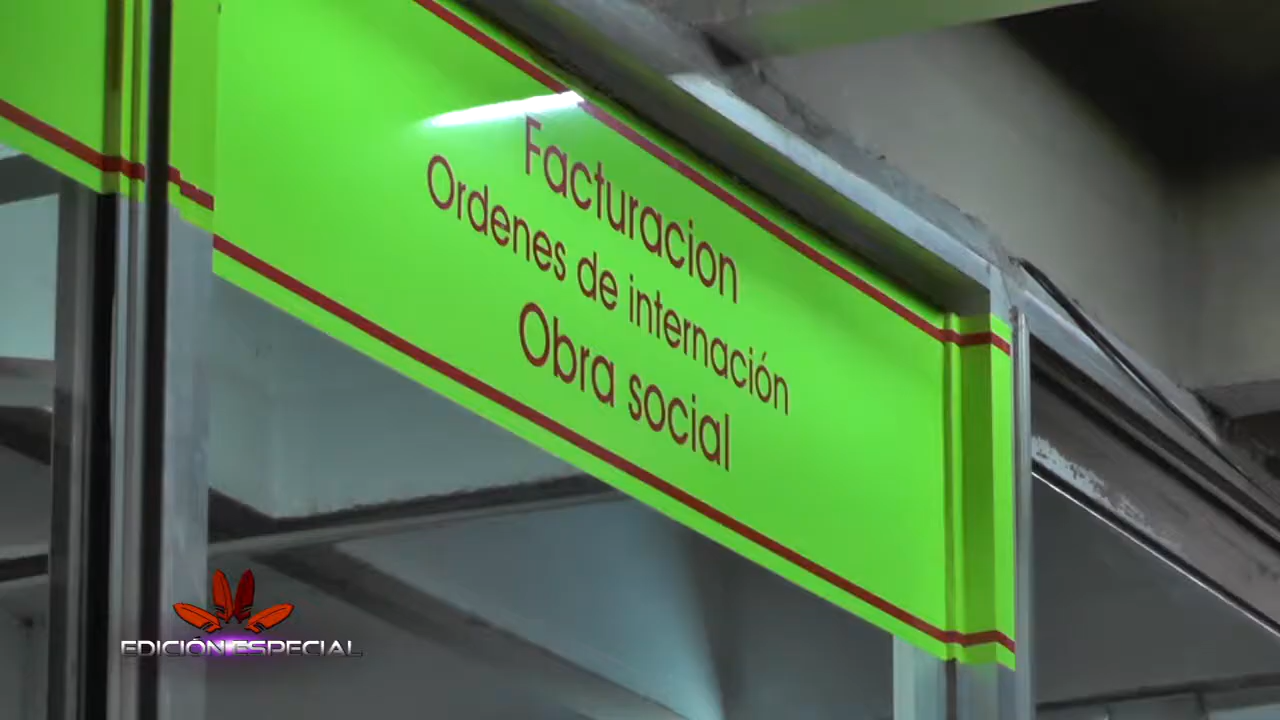 Facturacion
Ordenes de internación
Obra social
EDICIÓN ESPECIAL